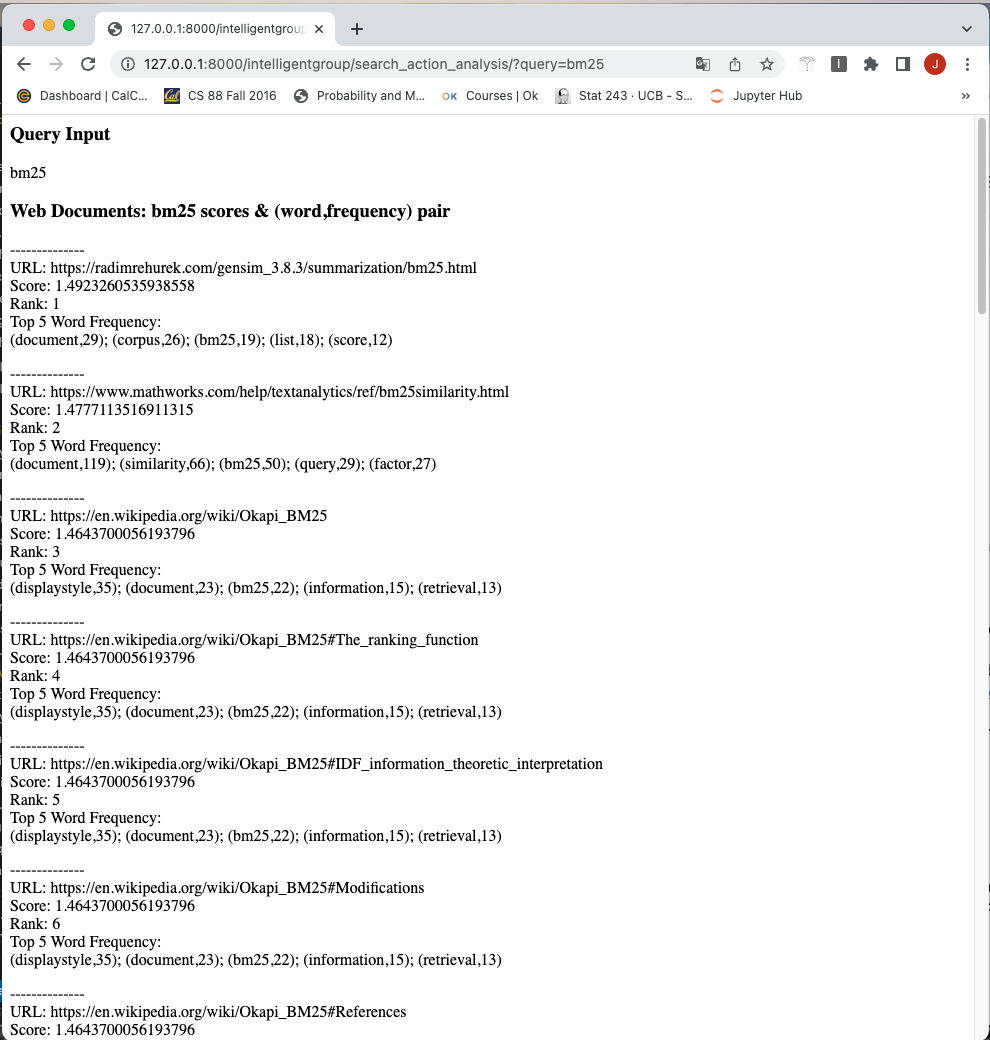 127.0.0.1:8000/intelligentgroup
127.0.0.1:8000/intelligentgroup/search_action_analysis/?query=bm25
J
Dashboard | CalC...
Cal
CS 88 Fall 2016
Probability and M...
OK
Courses | Ok
Stat 243 · UCB - S...
Jupyter Hub
»
Query Input
bm25
Web Documents: bm25 scores & (word,frequency) pair
--------------
URL: https://radimrehurek.com/gensim_3.8.3/summarization/bm25.html
Score: 1.4923260535938558
Rank: 1
Top 5 Word Frequency:
(document,29); (corpus,26); (bm25,19); (list,18); (score,12)
--------------
URL: https://www.mathworks.com/help/textanalytics/ref/bm25similarity.html
Score: 1.4777113516911315
Rank: 2
Top 5 Word Frequency:
(document,119); (similarity,66); (bm25,50); (query,29); (factor,27)
--------------
URL: https://en.wikipedia.org/wiki/Okapi_BM25
Score: 1.4643700056193796
Rank: 3
Top 5 Word Frequency:
(displaystyle,35); (document,23); (bm25,22); (information,15); (retrieval,13)
--------------
URL: https://en.wikipedia.org/wiki/Okapi_BM25#The_ranking_function
Score: 1.4643700056193796
Rank: 4
Top 5 Word Frequency:
(displaystyle,35); (document,23); (bm25,22); (information,15); (retrieval,13)
--------------
URL: https://en.wikipedia.org/wiki/Okapi_BM25#IDF_information_theoretic_interpretation
Score: 1.4643700056193796
Rank: 5
Top 5 Word Frequency:
(displaystyle,35); (document,23); (bm25,22); (information,15); (retrieval,13)
--------------
URL: https://en.wikipedia.org/wiki/Okapi_BM25#Modifications
Score: 1.4643700056193796
Rank: 6
Top 5 Word Frequency:
(displaystyle,35); (document,23); (bm25,22); (information,15); (retrieval,13)
--------------
URL: https://en.wikipedia.org/wiki/Okapi_BM25#References
Score: 1.4643700056193796